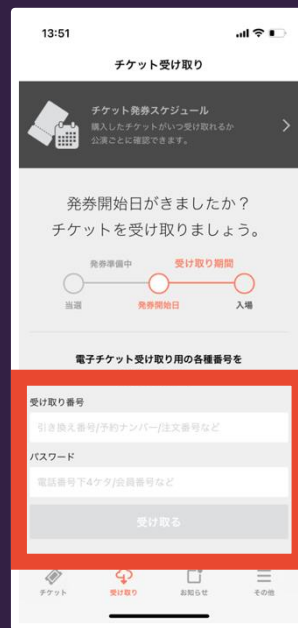 13:51
チケット受け取り
チケット発券スケジュール
購入したチケットがいつ受け取れるか
公演ごとに確認できます。
発券開始日がきましたか？
チケットを受け取りましょう。
発券準備中
受け取り期間
当選
発券開始日
入場
電子チケット受け取り用の各種番号を
受け取り番号
引き換え番号/予約ナンバー/注文番号など
パスワード
電話番号下4ケタ/会員番号など
受け取る
チケット
受け取り
お知らせ
その他